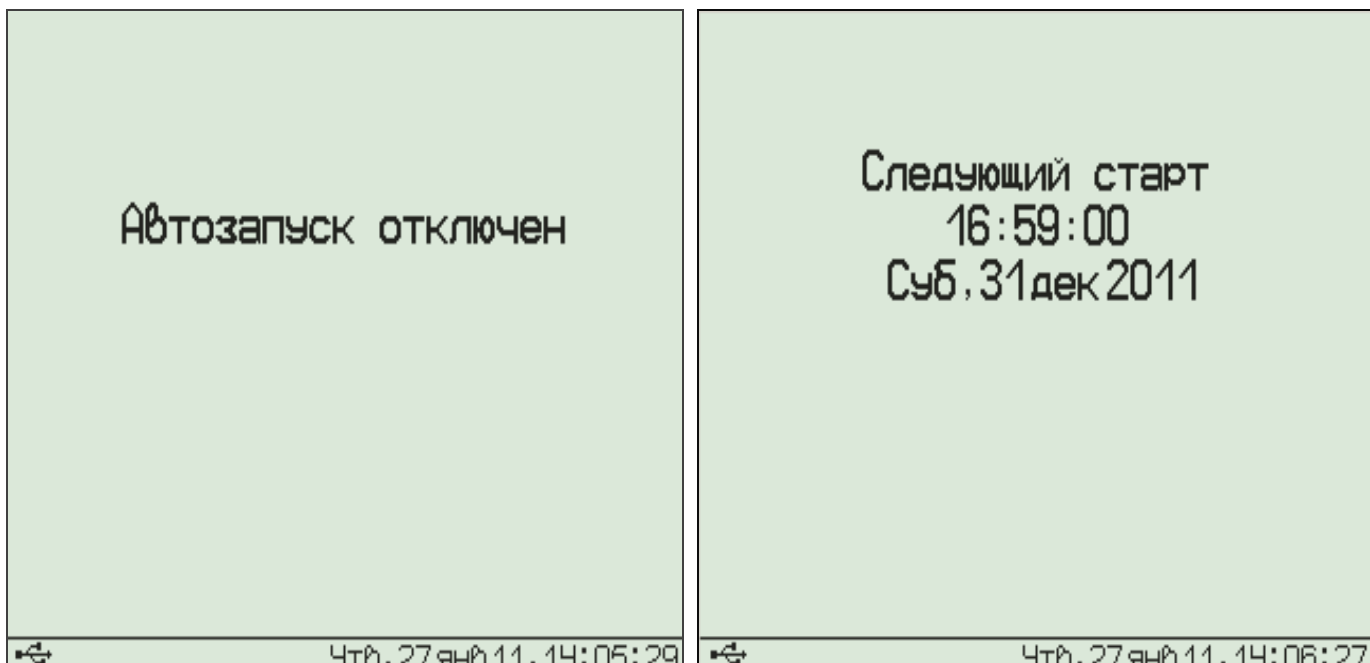 Автозапуск отключен
Чтв,27янв11,14:05:29
Следующий старт
16:59:00
Суб,31дек2011
Чтв,27янв11,14:06:27